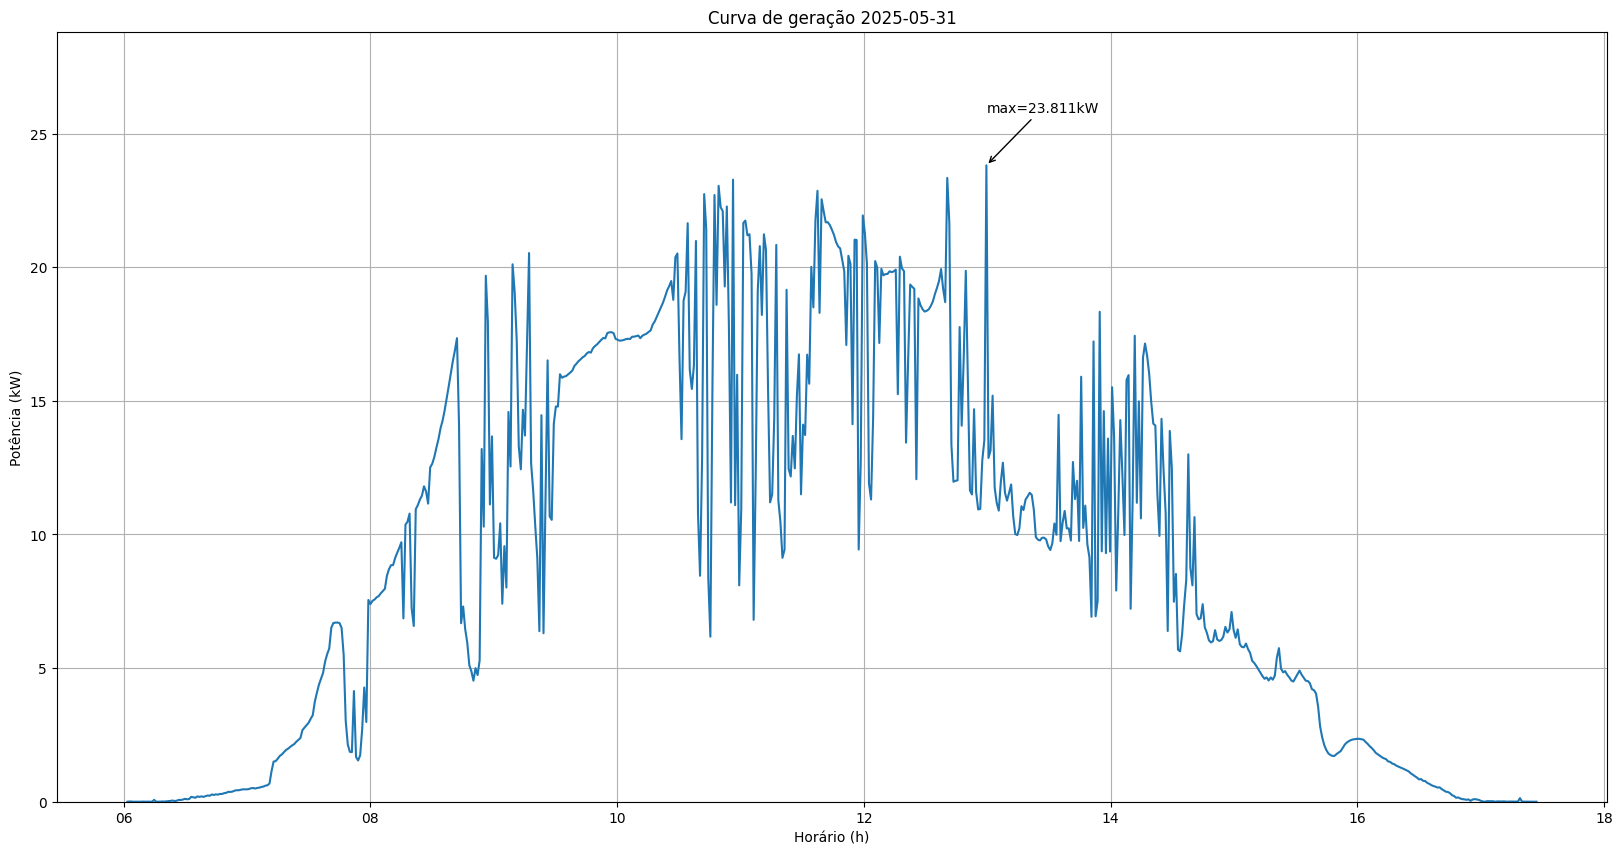 Curva de geração 2025-05-31
max=23.811kW
25
20
15
10
5
0
Potência (kW)
06 08 10 12 14 16 18
Horário (h)